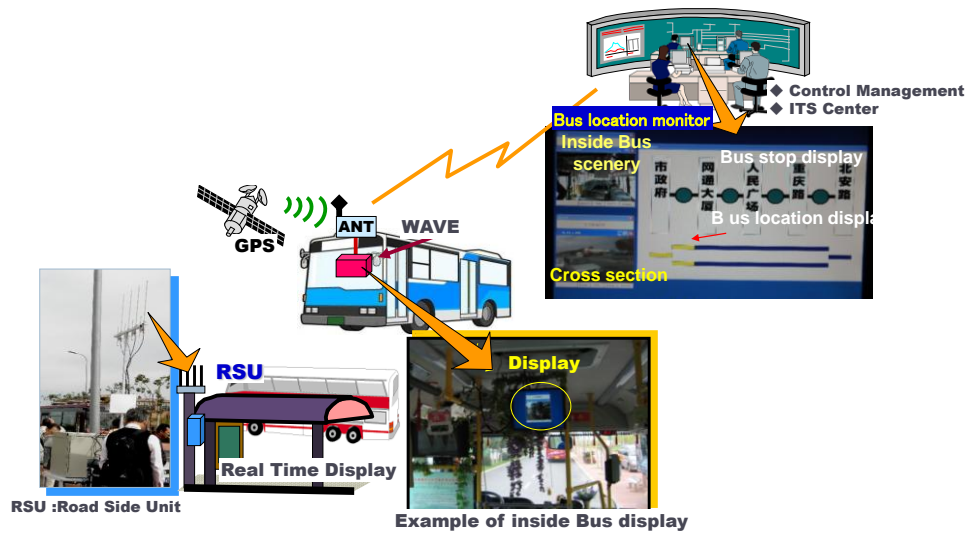 ◆ Control Management
◆ ITS Center
Bus location monitor
Inside Bus
scenery
Bus stop display
市政府
网通大厦
人民广场
重庆路
北安路
B us location displa
Cross section
GPS
ANT
WAVE
RSU
Display
Real Time Display
RSU :Road Side Unit
Example of inside Bus display